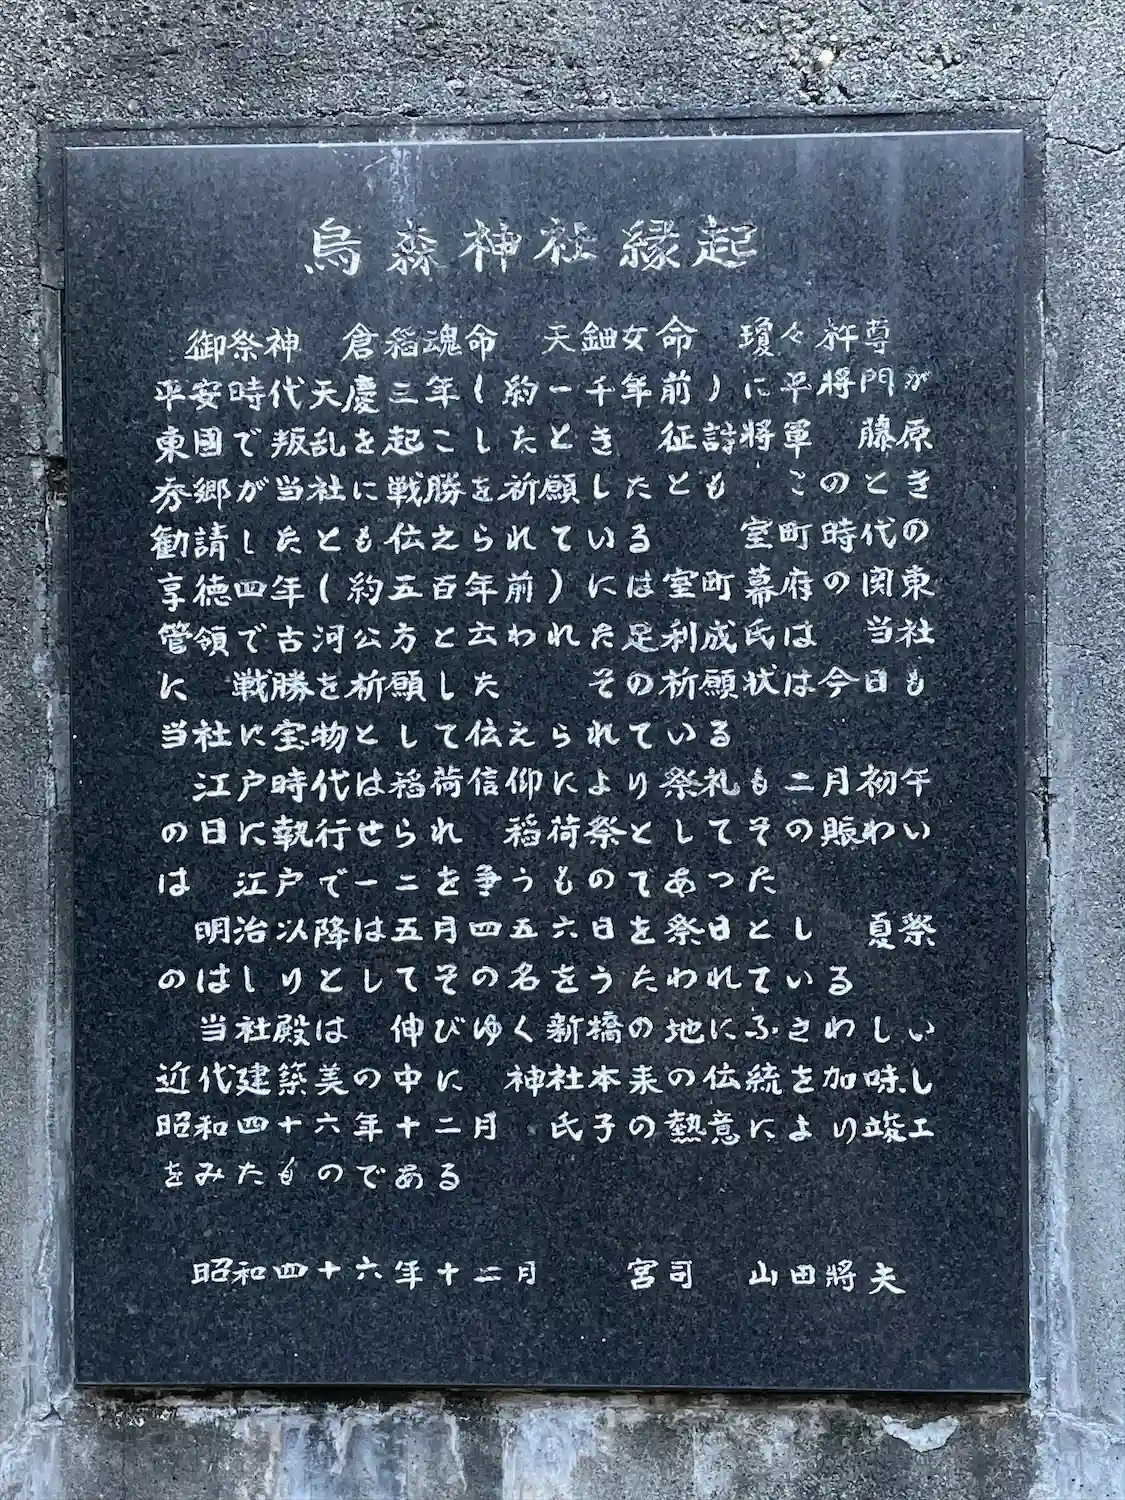 烏森神社縁起
御祭神　倉稲魂命　天鈿女命　瓊々杵尊
平安時代天慶三年(約一千年前)に平將門が
東國で叛乱を起こしたとき　征討將軍　藤原
秀郷が当社に戦勝を祈願したとも　このとき
勧請したとも伝えられている　　室町時代の
享徳四年(約五百年前)には室町幕府の関東
管領で古河公方と云われた足利成氏は　当社
に　戦勝を祈願した　　その祈願状は今日も
当社に宝物として伝えられている
江戸時代は稲荷信仰により祭礼も二月初午
の日に執行せられ　稲荷祭としてその賑わい
は　江戸で一二を争うものてあつた
明治以降は五月四五六日を祭日とし　夏祭
のはしりとしてその名をうたわれている
当社殿は　伸びゆく新橋の地にふさわしい
近代建築美の中に　神社本来の伝統を加味し
昭和四十六年十二月　氏子の熱意により竣工
をみたものである
昭和四十六年十二月　　宮司　山田將夫